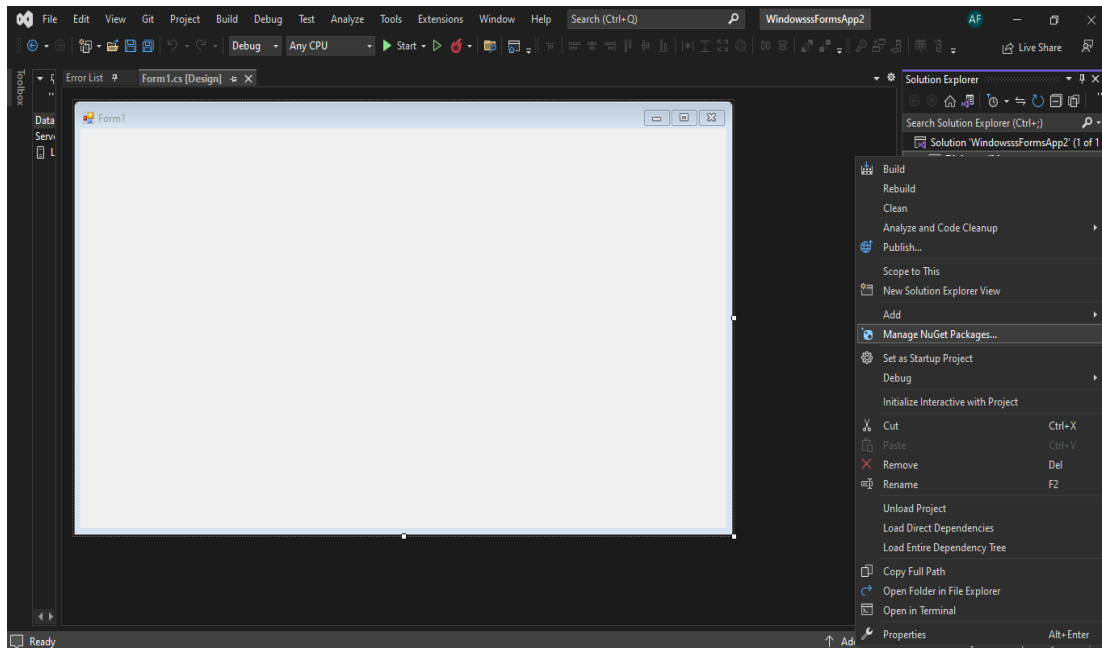 File Edit View Git Project Build Debug Test Analyze Tools Extensions Window Help Search (Ctrl+Q) WindowsssFormsApp2 AF
Debug Any CPU Start Live Share
Toolbox
Error List Form1.cs [Design]
Data
Serv
L
Form1
Solution Explorer
Search Solution Explorer (Ctrl+;)
Solution 'WindowsssFormsApp2' (1 of 1
Build
Rebuild
Clean
Analyze and Code Cleanup
Publish...
Scope to This
New Solution Explorer View
Add
Manage NuGet Packages...
Set as Startup Project
Debug
Initialize Interactive with Project
Cut Ctrl+X
Paste Ctrl+V
Remove Del
Rename F2
Unload Project
Load Direct Dependencies
Load Entire Dependency Tree
Copy Full Path
Open Folder in File Explorer
Open in Terminal
Properties Alt+Enter
Ready Ad